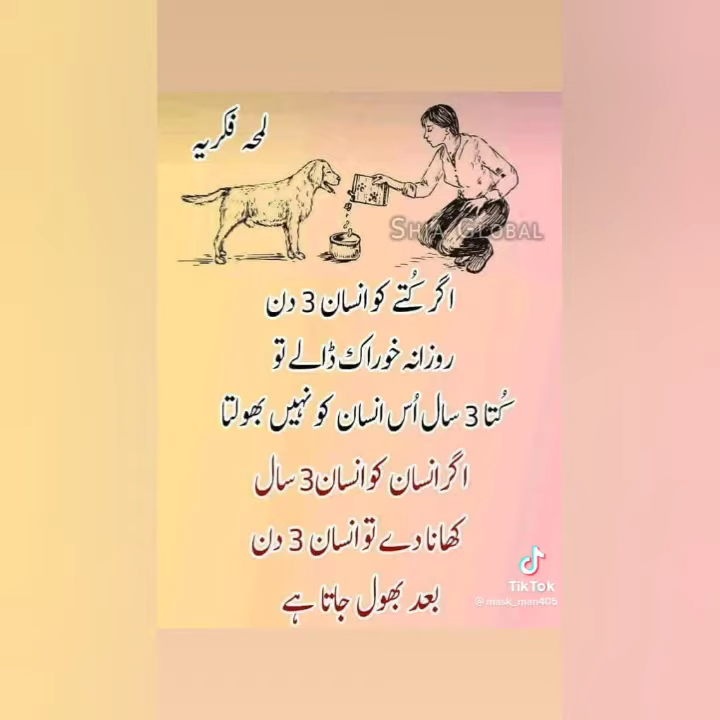 لمحہ فکریہ
SHIA GLOBAL
اگر کُتے کو انسان 3 دن
روزانہ خوراک ڈالے تو
کُتا 3 سال اُس انسان کو نہیں بھولتا
اگر انسان کو انسان 3 سال
کھانا دے تو انسان 3 دن
بعد بھول جاتا ہے
TikTok
@mask_man405